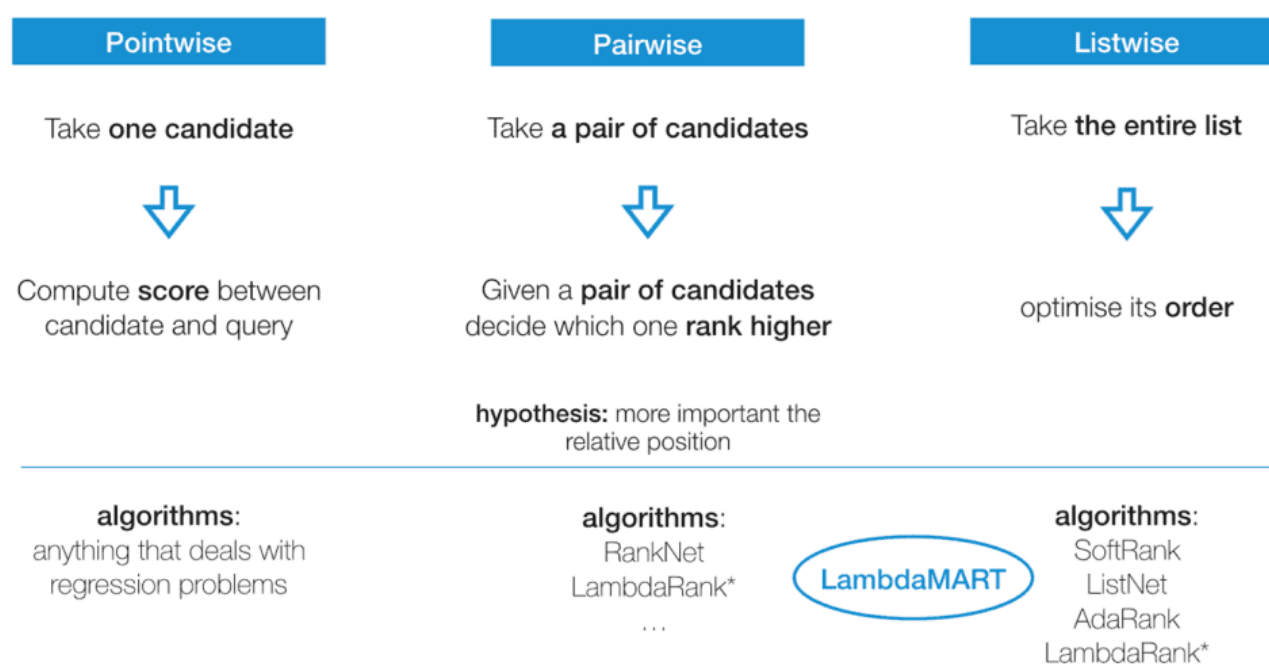 Pointwise
Take one candidate
Compute score between
candidate and query
algorithms:
anything that deals with
regression problems
Pairwise
Take a pair of candidates
Given a pair of candidates
decide which one rank higher
hypothesis: more important the
relative position
algorithms:
RankNet
LambdaRank*
...
LambdaMART
Listwise
Take the entire list
optimise its order
algorithms:
SoftRank
ListNet
AdaRank
LambdaRank*